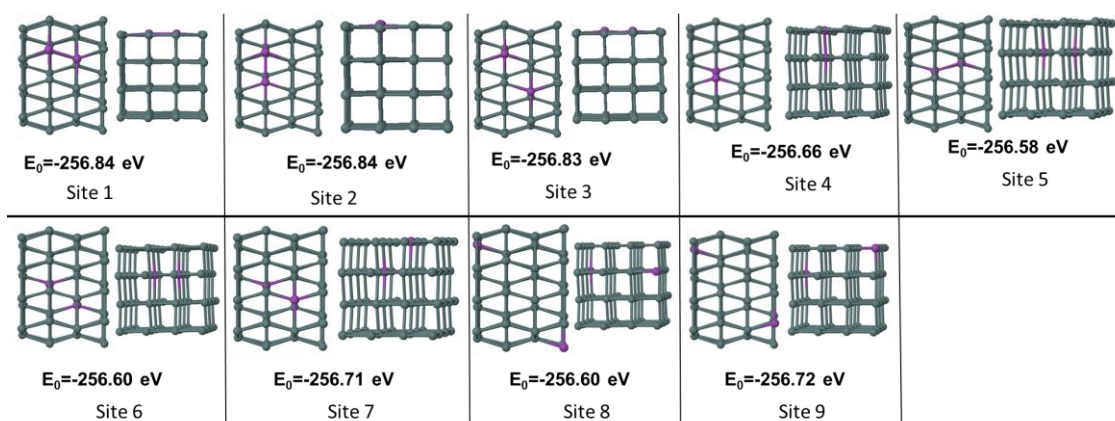 E₀=-256.84 eV
Site 1
E₀=-256.84 eV
Site 2
E₀=-256.83 eV
Site 3
E₀=-256.66 eV
Site 4
E₀=-256.58 eV
Site 5
E₀=-256.60 eV
Site 6
E₀=-256.71 eV
Site 7
E₀=-256.60 eV
Site 8
E₀=-256.72 eV
Site 9